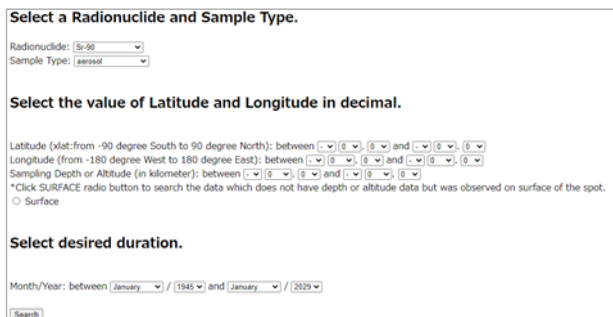 Select a Radionuclide and Sample Type.
Radionuclide: Sr-90
Sample Type: aerosol
Select the value of Latitude and Longitude in decimal.
Latitude (xlat:from -90 degree South to 90 degree North): between - 0 . 0 and - 0 . 0
Longitude (from -180 degree West to 180 degree East): between - 0 . 0 and - 0 . 0
Sampling Depth or Altitude (in kilometer): between - 0 . 0 and - 0 . 0
*Click SURFACE radio button to search the data which does not have depth or altitude data but was observed on surface of the spot.
Surface
Select desired duration.
Month/Year: between January / 1945 and January / 2029
Search